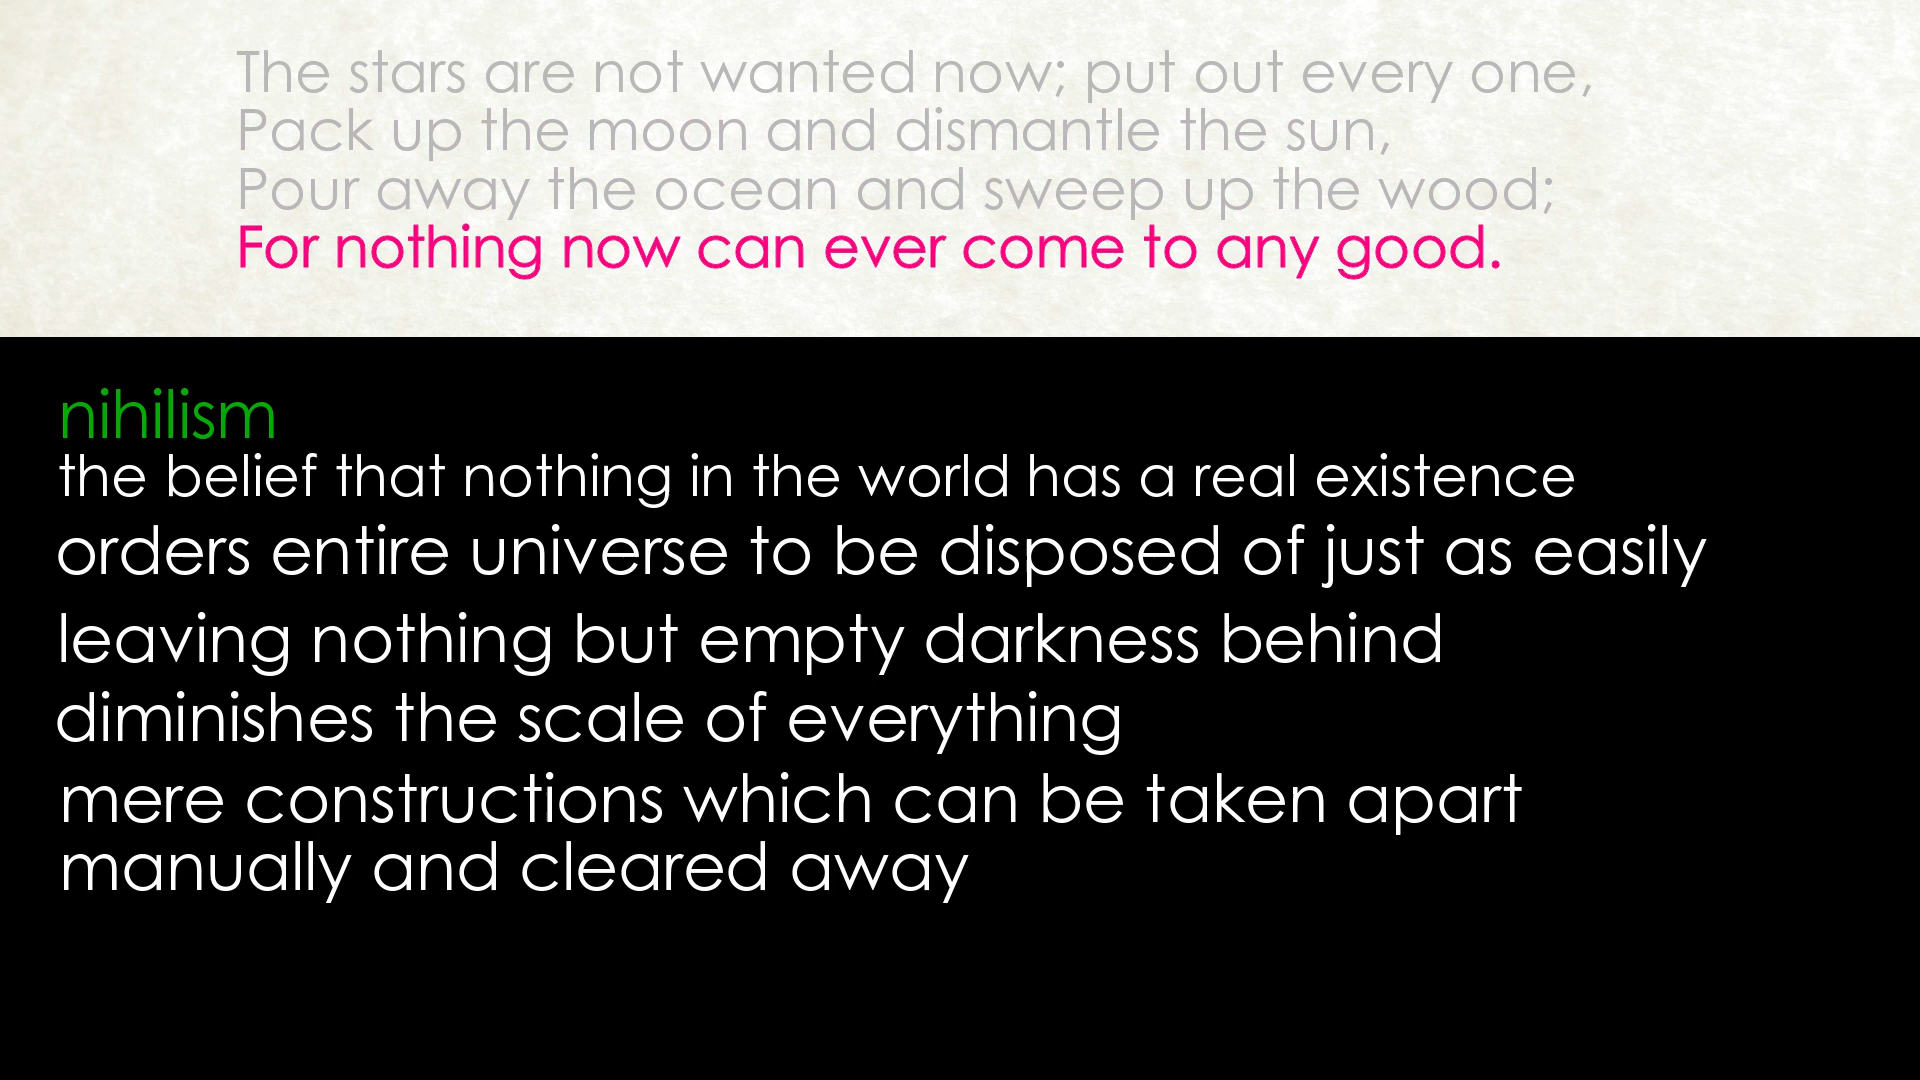 The stars are not wanted now; put out every one,
Pack up the moon and dismantle the sun,
Pour away the ocean and sweep up the wood;
For nothing now can ever come to any good.
nihilism
the belief that nothing in the world has a real existence
orders entire universe to be disposed of just as easily
leaving nothing but empty darkness behind
diminishes the scale of everything
mere constructions which can be taken apart
manually and cleared away